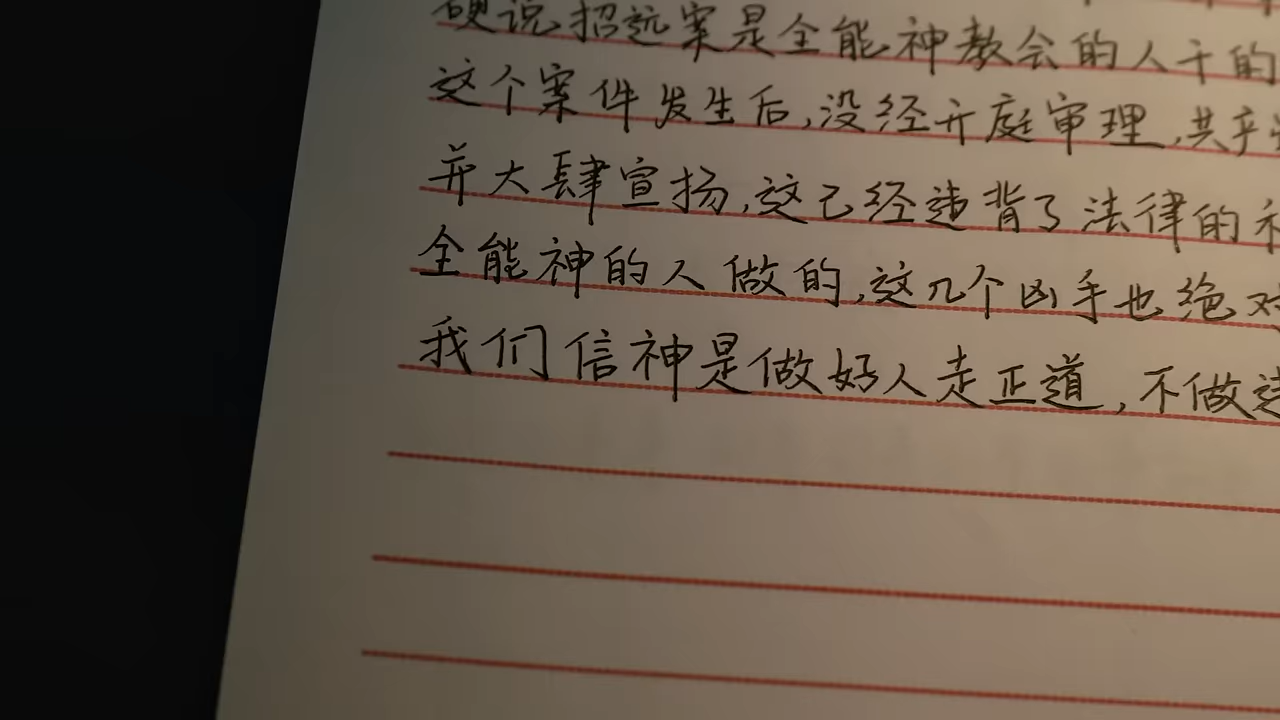 硬说招远案是全能神教会的人干的
这个案件发生后,没经开庭审理,共
并大肆宣扬,这已经违背了法律的
全能神的人做的,这几个凶手也绝对
我们信神是做好人走正道,不做